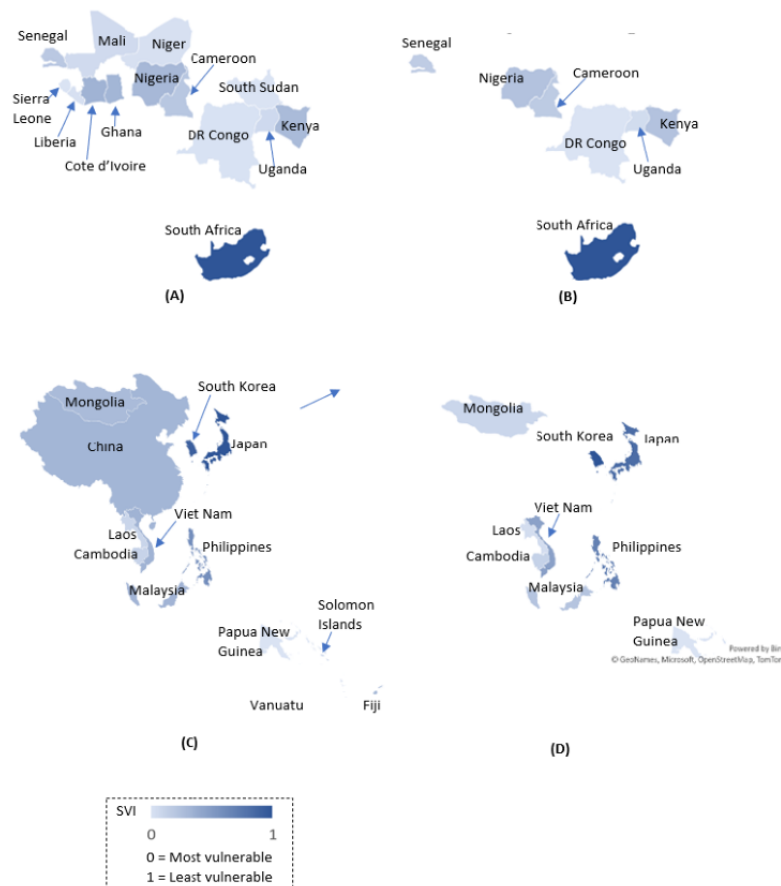 Senegal
Mali
Niger
Nigeria
Cameroon
South Sudan
Sierra
Leone
Liberia
Ghana
Cote d'Ivoire
DR Congo
Kenya
Uganda
South Africa
(A)
Senegal
Nigeria
Cameroon
DR Congo
Kenya
Uganda
South Africa
(B)
South Korea
Mongolia
China
Japan
Viet Nam
Laos
Cambodia
Philippines
Malaysia
Solomon
Islands
Papua New
Guinea
Vanuatu
Fiji
(C)
Mongolia
South Korea
Japan
Viet Nam
Laos
Cambodia
Philippines
Malaysia
Papua New
Guinea
Powered by Bin
© GeoNames, Microsoft, OpenStreetMap, TomTom
(D)
SVI
0 1
0 = Most vulnerable
1 = Least vulnerable